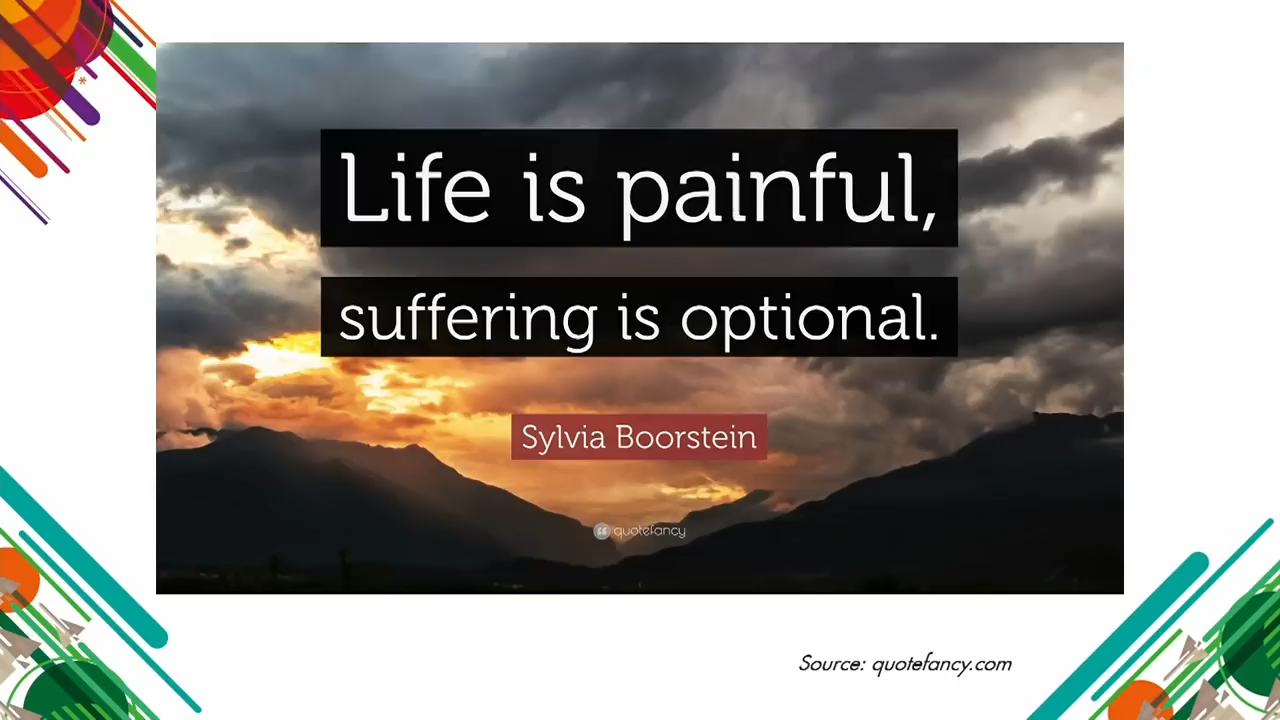 Life is painful,
suffering is optional.
Sylvia Boorstein
quotefancy
Source: quotefancy.com